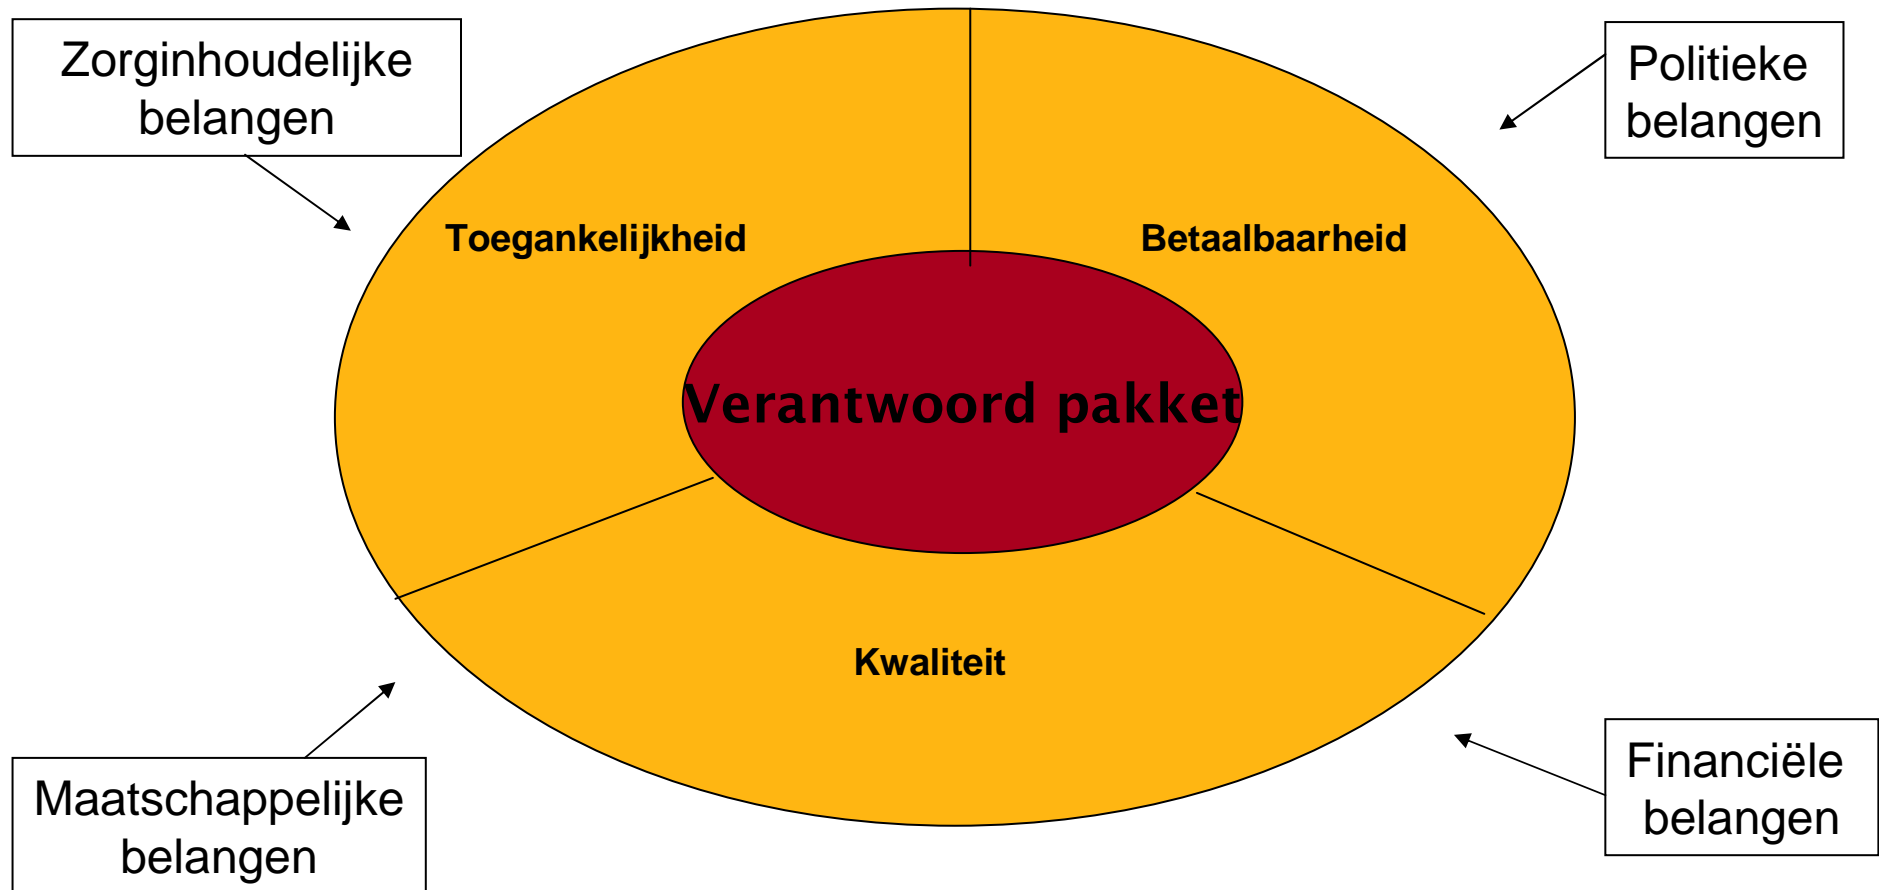 Zorginhoudelijke
belangen
Politieke
belangen
Toegankelijkheid
Betaalbaarheid
Verantwoord pakket
Kwaliteit
Maatschappelijke
belangen
Financiële
belangen